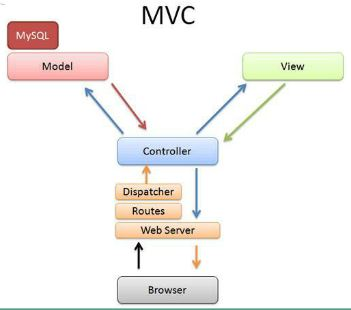 MVC
MySQL
Model
View
Controller
Dispatcher
Routes
Web Server
Browser